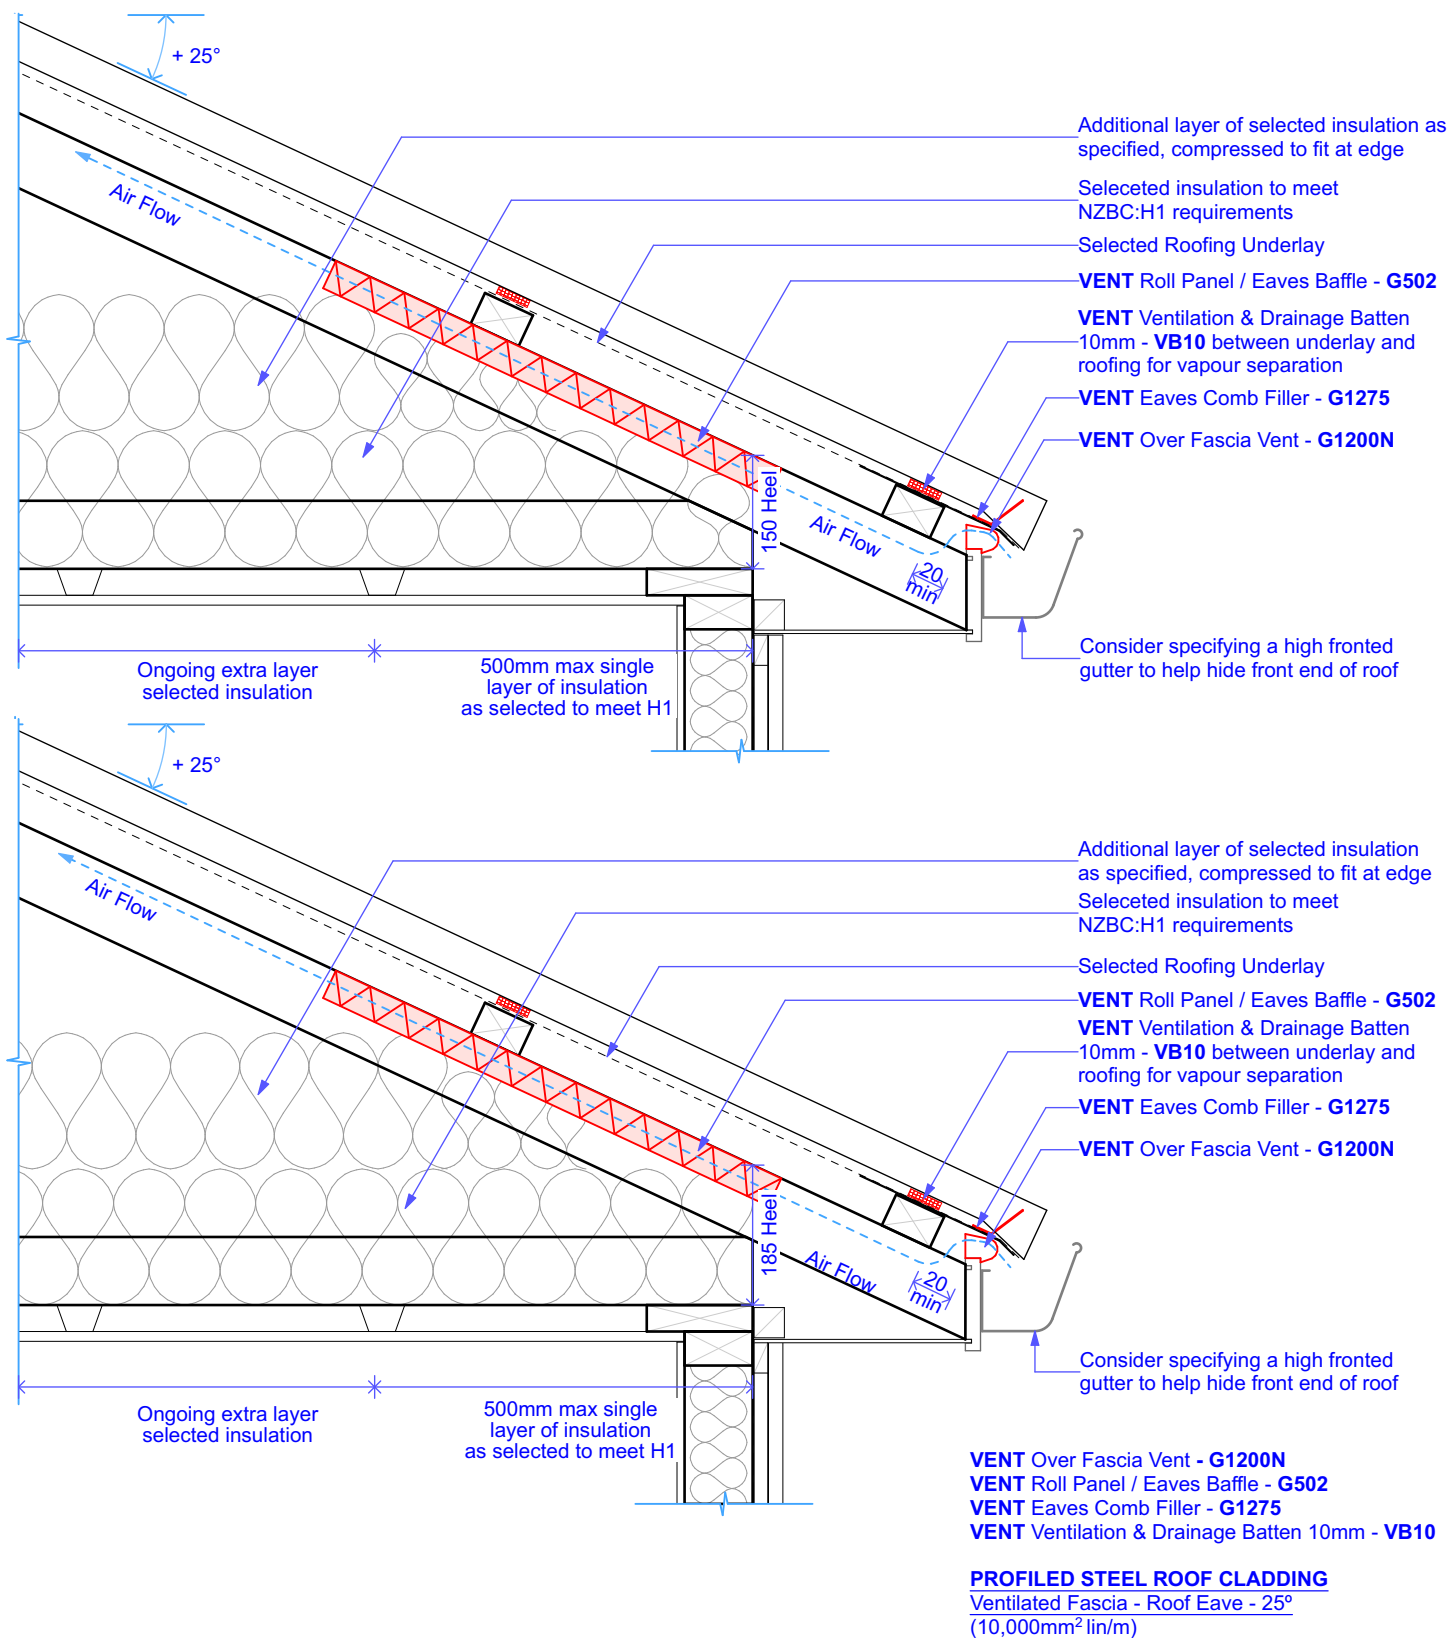 + 25°
Air Flow
Additional layer of selected insulation as
specified, compressed to fit at edge
Seleceted insulation to meet
NZBC:H1 requirements
Selected Roofing Underlay
VENT Roll Panel / Eaves Baffle - G502
VENT Ventilation & Drainage Batten
10mm - VB10 between underlay and
roofing for vapour separation
VENT Eaves Comb Filler - G1275
VENT Over Fascia Vent - G1200N
150 Heel
Air Flow
20
min
Consider specifying a high fronted
gutter to help hide front end of roof
Ongoing extra layer
selected insulation
500mm max single
layer of insulation
as selected to meet H1
+ 25°
Air Flow
Additional layer of selected insulation
as specified, compressed to fit at edge
Seleceted insulation to meet
NZBC:H1 requirements
Selected Roofing Underlay
VENT Roll Panel / Eaves Baffle - G502
VENT Ventilation & Drainage Batten
10mm - VB10 between underlay and
roofing for vapour separation
VENT Eaves Comb Filler - G1275
VENT Over Fascia Vent - G1200N
185 Heel
Air Flow
20
min
Consider specifying a high fronted
gutter to help hide front end of roof
Ongoing extra layer
selected insulation
500mm max single
layer of insulation
as selected to meet H1
VENT Over Fascia Vent - G1200N
VENT Roll Panel / Eaves Baffle - G502
VENT Eaves Comb Filler - G1275
VENT Ventilation & Drainage Batten 10mm - VB10
PROFILED STEEL ROOF CLADDING
Ventilated Fascia - Roof Eave - 25º
(10,000mm² lin/m)